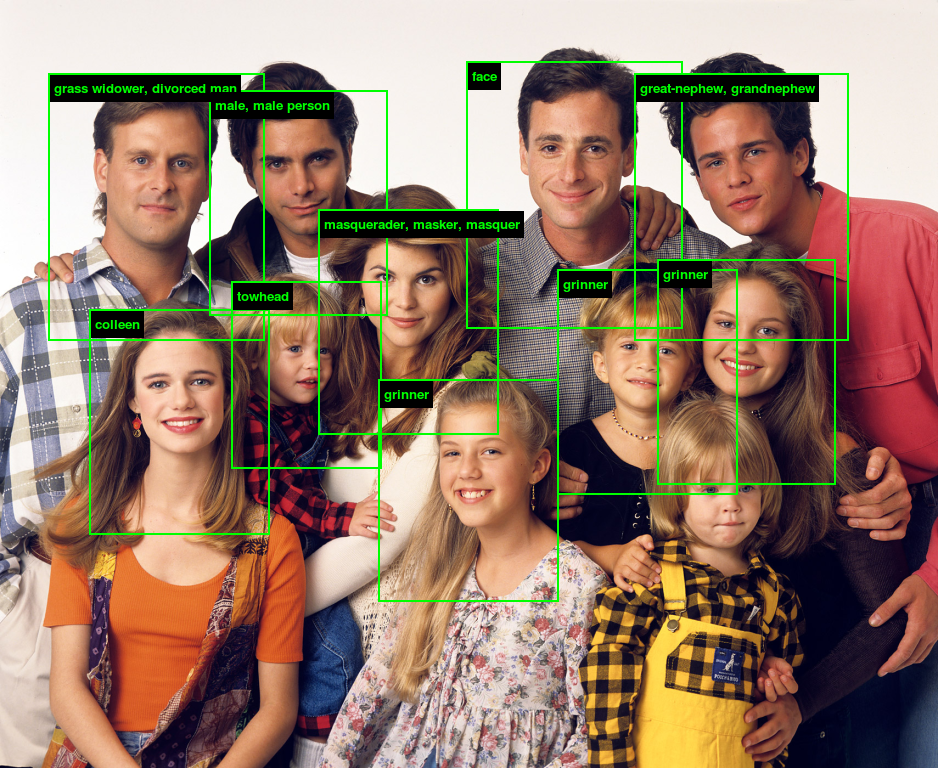 face
grass widower, divorced man
great-nephew, grandnephew
male, male person
masquerader, masker, masquer
grinner
grinner
towhead
colleen
grinner